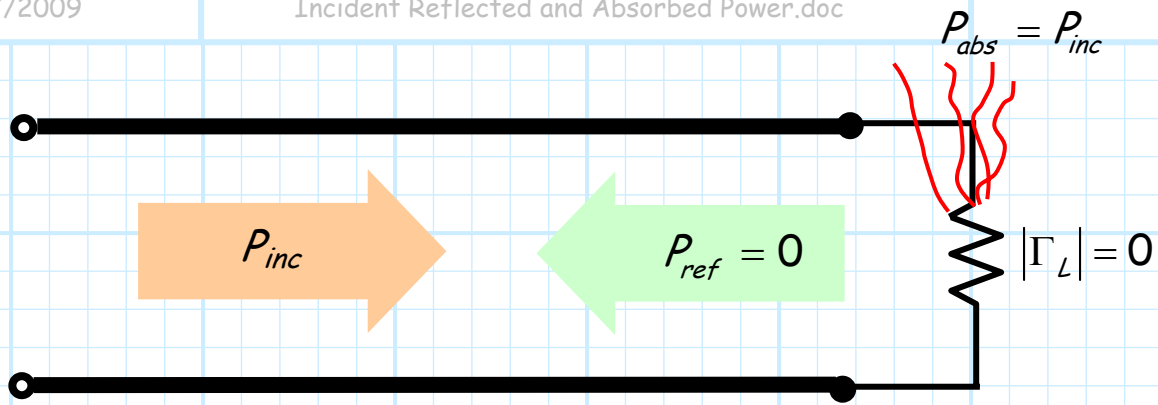 /2009 Incident Reflected and Absorbed Power.doc
P_abs = P_inc
P_inc
P_ref = 0
|Γ_L| = 0